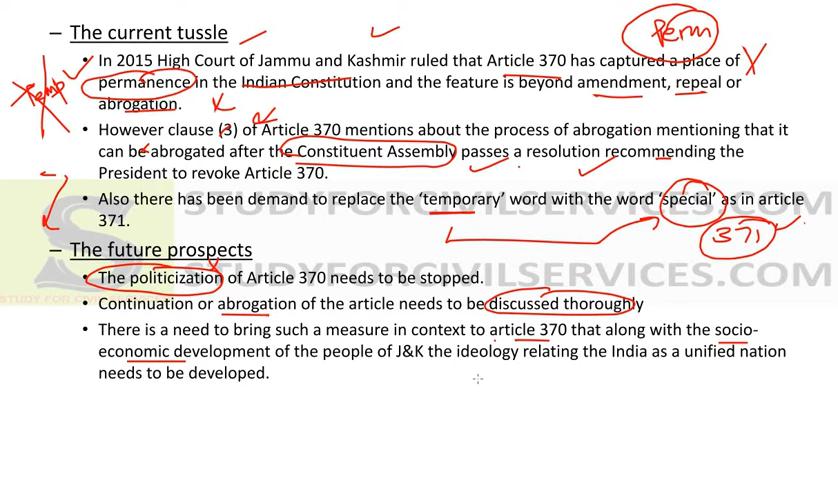 – The current tussle
perm
• In 2015 High Court of Jammu and Kashmir ruled that Article 370 has captured a place of
temp
permanence in the Indian Constitution and the feature is beyond amendment, repeal or
abrogation.
• However clause (3) of Article 370 mentions about the process of abrogation mentioning that it
can be abrogated after the Constituent Assembly passes a resolution recommending the
President to revoke Article 370.
• Also there has been demand to replace the ‘temporary’ word with the word ‘special’ as in article
371.
371
STUDYFORCIVILSERVICES.COM
– The future prospects
• The politicization of Article 370 needs to be stopped.
STUDYFORCIVILSERVICES.COM
• Continuation or abrogation of the article needs to be discussed thoroughly
• There is a need to bring such a measure in context to article 370 that along with the socio-
economic development of the people of J&K the ideology relating the India as a unified nation
needs to be developed.